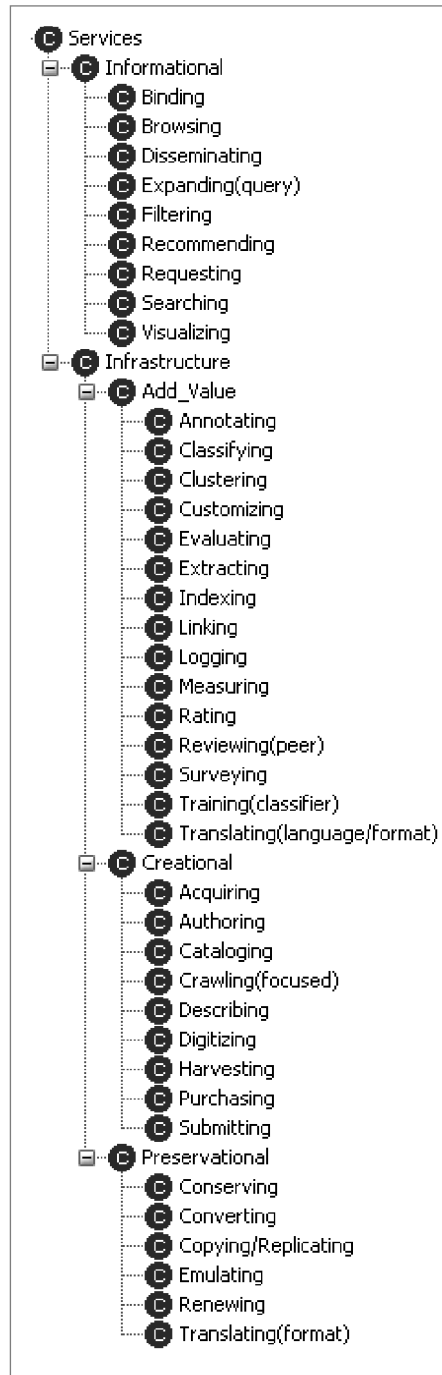 Services
Informational
Binding
Browsing
Disseminating
Expanding(query)
Filtering
Recommending
Requesting
Searching
Visualizing
Infrastructure
Add_Value
Annotating
Classifying
Clustering
Customizing
Evaluating
Extracting
Indexing
Linking
Logging
Measuring
Rating
Reviewing(peer)
Surveying
Training(classifier)
Translating(language/format)
Creational
Acquiring
Authoring
Cataloging
Crawling(focused)
Describing
Digitizing
Harvesting
Purchasing
Submitting
Preservational
Conserving
Converting
Copying/Replicating
Emulating
Renewing
Translating(format)